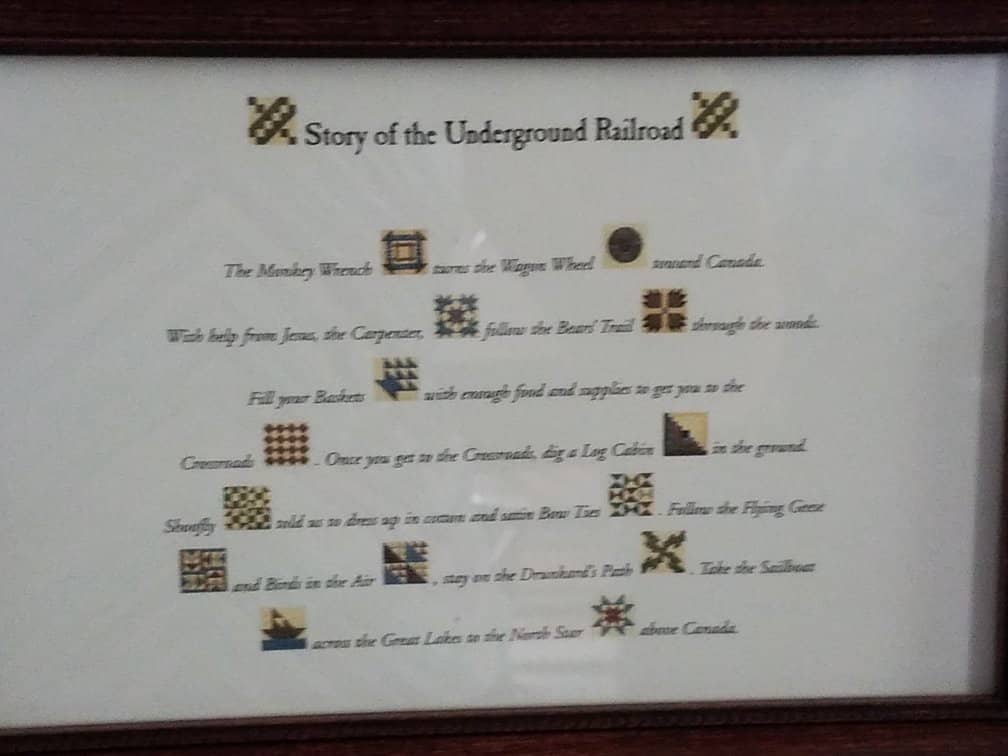 Story of the Underground Railroad
The Monkey Wrench turns the Wagon Wheel toward Canada.
With help from Jesus, the Carpenter, follow the Bears' Trail through the woods.
Fill your Baskets with enough food and supplies to get you to the
Crossroads . Once you get to the Crossroads, dig a Log Cabin in the ground.
Shoofly told us to dress up in cotton and satin Bow Ties . Follow the Flying Geese
and Birds in the Air , stay on the Drunkard's Path . Take the Sailboat
across the Great Lakes to the North Star above Canada.